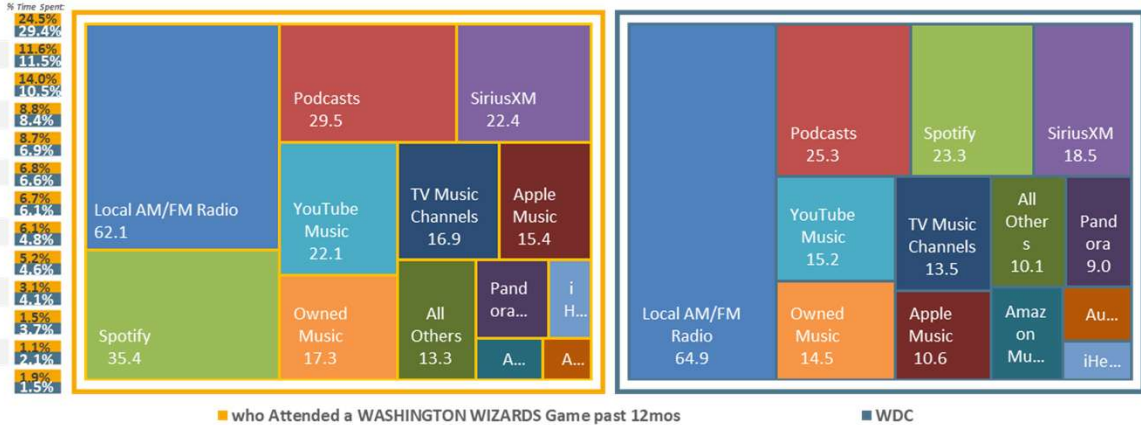 % Time Spent:
24.5%
29.4%
11.6%
11.5%
14.0%
10.5%
8.8%
8.4%
8.7%
6.9%
6.8%
6.6%
6.7%
6.1%
6.1%
4.8%
5.2%
4.6%
3.1%
4.1%
1.5%
3.7%
1.1%
2.1%
1.9%
1.5%
Local AM/FM Radio
62.1
Spotify
35.4
Podcasts
29.5
SiriusXM
22.4
YouTube
Music
22.1
TV Music
Channels
16.9
Apple
Music
15.4
Owned
Music
17.3
All
Others
13.3
Pand
ora...
i
H...
A...
A...
Local AM/FM
Radio
64.9
Podcasts
25.3
Spotify
23.3
SiriusXM
18.5
YouTube
Music
15.2
TV Music
Channels
13.5
All
Other
s
10.1
Pand
ora
9.0
Owned
Music
14.5
Apple
Music
10.6
Amaz
on
Mu...
Au...
iHe...
who Attended a WASHINGTON WIZARDS Game past 12mos
WDC